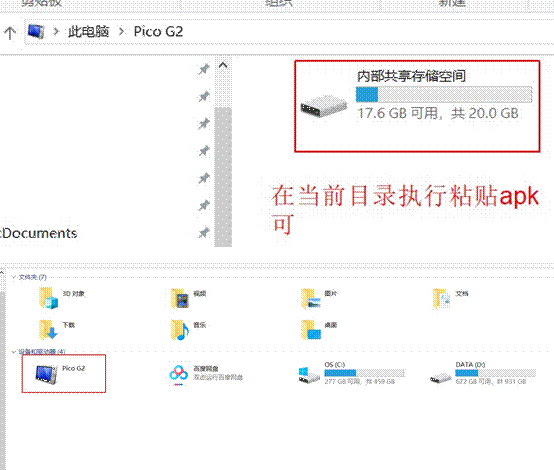 剪贴板 组织 新建
此电脑 Pico G2
内部共享存储空间
17.6 GB 可用，共 20.0 GB
在当前目录执行粘贴apk
可
:Documents
文件夹 (7)
3D 对象 视频 图片 文档
下载 音乐 桌面
设备和驱动器 (4)
Pico G2 百度网盘 OS (C:) DATA (D:)
双击运行百度网盘 277 GB 可用，共 459 GB 672 GB 可用，共 931 GB